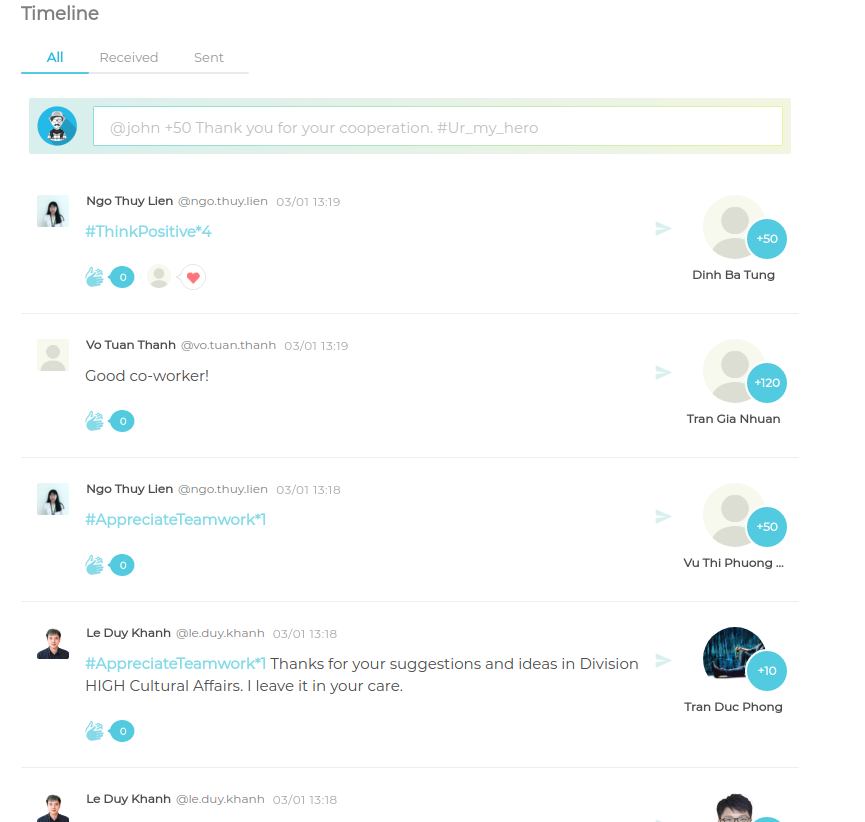 Timeline
All Received Sent
@john +50 Thank you for your cooperation. #Ur_my_hero
Ngo Thuy Lien @ngo.thuy.lien 03/01 13:19
#ThinkPositive*4
+50
0
Dinh Ba Tung
Vo Tuan Thanh @vo.tuan.thanh 03/01 13:19
Good co-worker!
+120
0
Tran Gia Nhuan
Ngo Thuy Lien @ngo.thuy.lien 03/01 13:18
#AppreciateTeamwork*1
+50
0
Vu Thi Phuong ...
Le Duy Khanh @le.duy.khanh 03/01 13:18
#AppreciateTeamwork*1 Thanks for your suggestions and ideas in Division
HIGH Cultural Affairs. I leave it in your care.
+10
Tran Duc Phong
0
Le Duy Khanh @le.duy.khanh 03/01 13:18